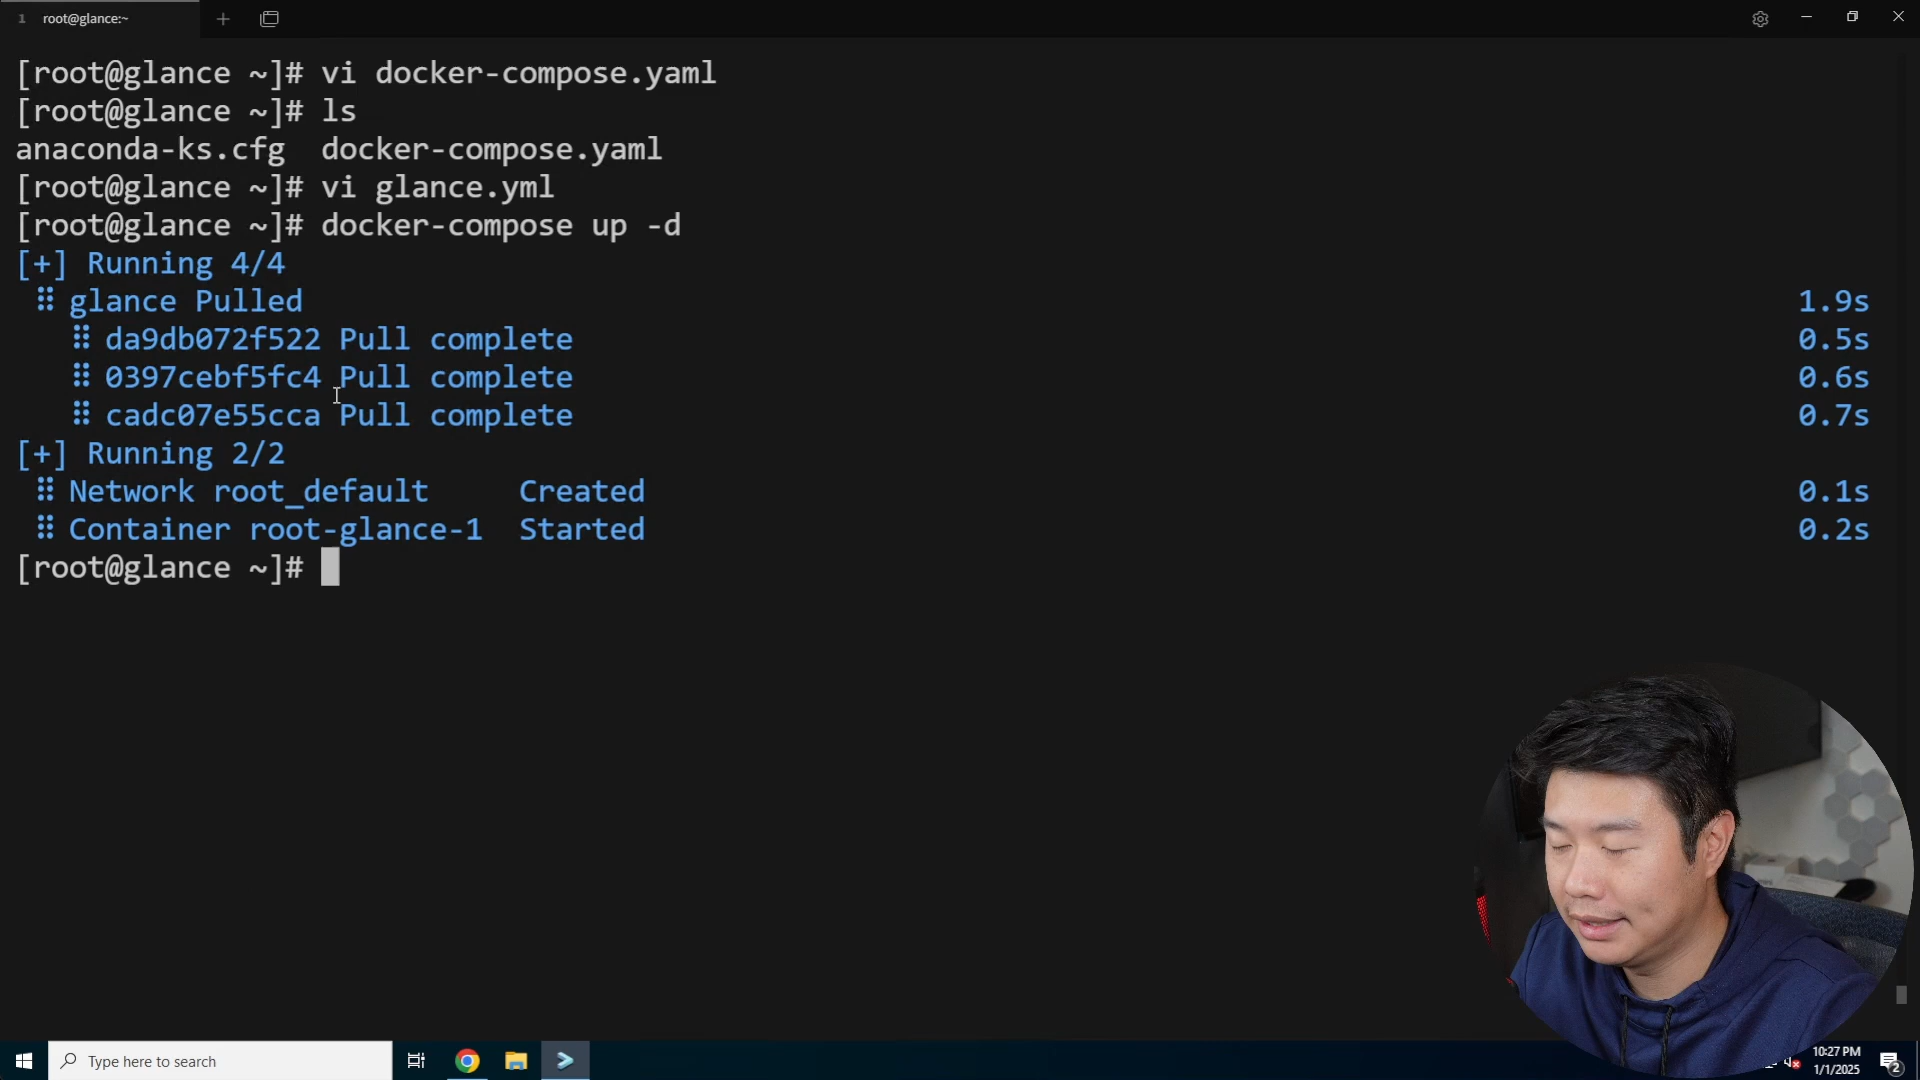 1 root@glance:~
[root@glance ~]# vi docker-compose.yaml
[root@glance ~]# ls
anaconda-ks.cfg  docker-compose.yaml
[root@glance ~]# vi glance.yml
[root@glance ~]# docker-compose up -d
[+] Running 4/4
⠿ glance Pulled 1.9s
⠿ da9db072f522 Pull complete 0.5s
⠿ 0397cebf5fc4 Pull complete 0.6s
⠿ cadc07e55cca Pull complete 0.7s
[+] Running 2/2
⠿ Network root_default Created 0.1s
⠿ Container root-glance-1 Started 0.2s
[root@glance ~]#
Type here to search
10:27 PM
1/1/2025
2